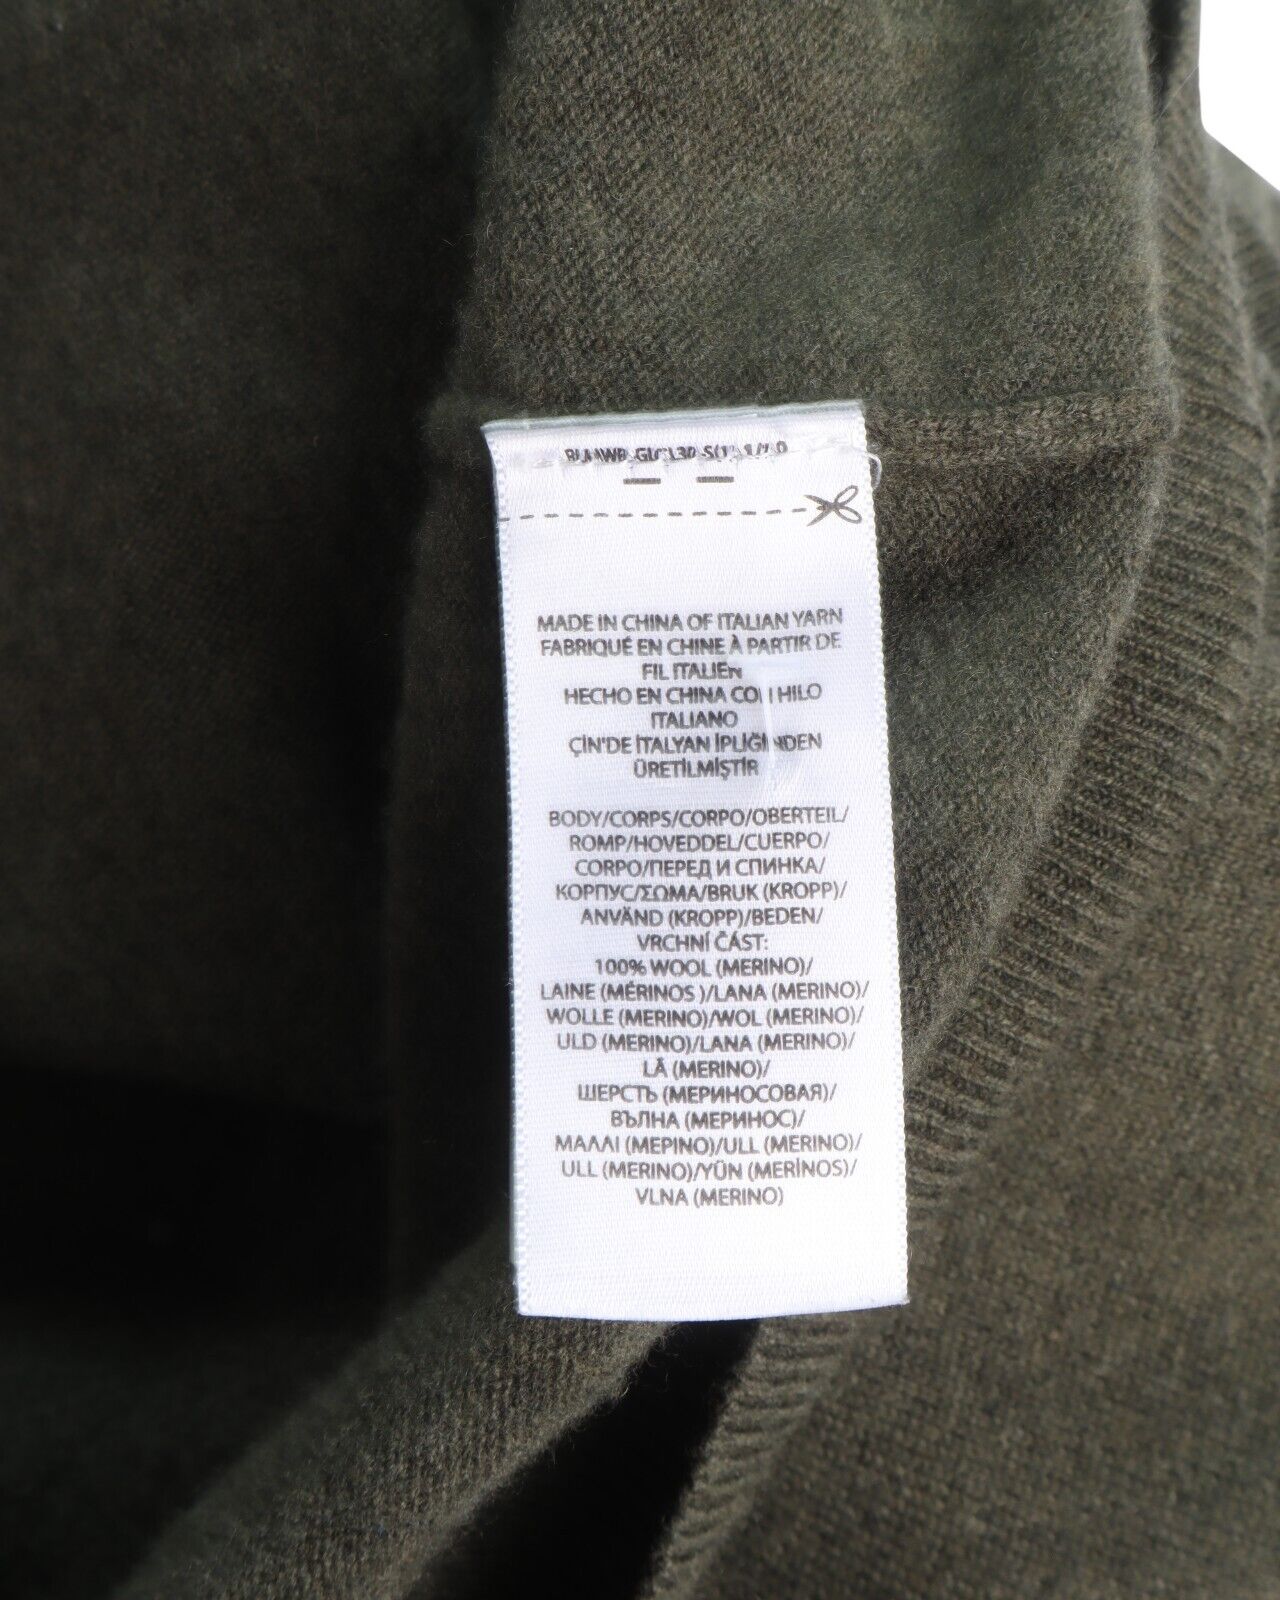 MADE IN CHINA OF ITALIAN YARN
FABRIQUÉ EN CHINE À PARTIR DE
FIL ITALIEN
HECHO EN CHINA CON HILO
ITALIANO
ÇİN'DE İTALYAN İPLİĞİNDEN
ÜRETİLMİŞTİR
BODY/CORPS/CORPO/OBERTEIL/
ROMP/HOVEDDEL/CUERPO/
CORPO/ПЕРЕД И СПИНКА/
КОРПУС/ΣΩΜΑ/BRUK (KROPP)/
ANVÄND (KROPP)/BEDEN/
VRCHNÍ ČÁST:
100% WOOL (MERINO)/
LAINE (MÉRINOS )/LANA (MERINO)/
WOLLE (MERINO)/WOL (MERINO)/
ULD (MERINO)/LANA (MERINO)/
LÃ (MERINO)/
ШЕРСТЬ (МЕРИНОСОВАЯ)/
ВЪЛНА (МЕРИНОС)/
ΜΑΛΛΙ (ΜΕΡΙΝΟ)/ULL (MERINO)/
ULL (MERINO)/YÜN (MERİNOS)/
VLNA (MERINO)